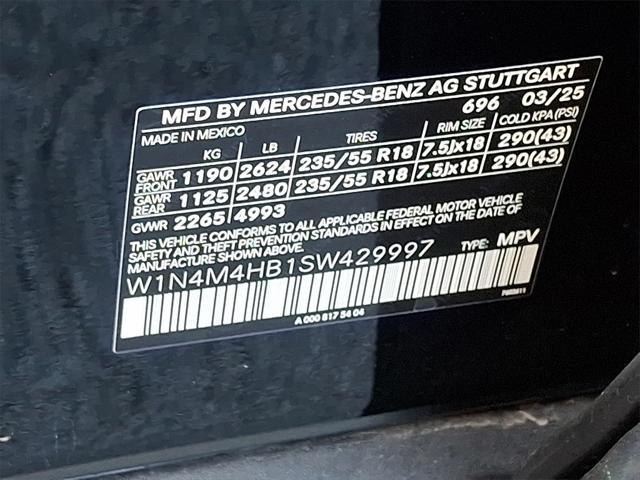 MFD BY MERCEDES-BENZ AG STUTTGART
696 03/25
MADE IN MEXICO
KG LB TIRES RIM SIZE COLD KPA (PSI)
GAWR FRONT 1190 2624 235/55 R18 7.5Jx18 290(43)
GAWR REAR 1125 2480 235/55 R18 7.5Jx18 290(43)
GVWR 2265 4993
THIS VEHICLE CONFORMS TO ALL APPLICABLE FEDERAL MOTOR VEHICLE
SAFETY AND THEFT PREVENTION STANDARDS IN EFFECT ON THE DATE OF
MANUFACTURE SHOWN ABOVE.
W1N4M4HB1SW429997 TYPE: MPV
A 000 817 54 04